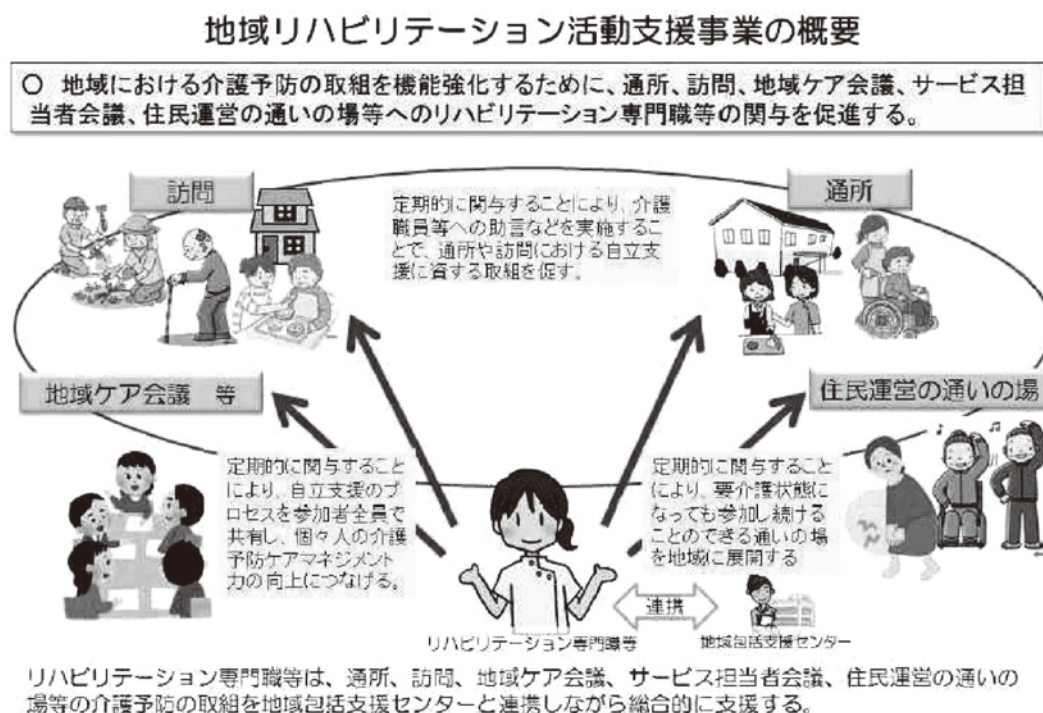 地域リハビリテーション活動支援事業の概要
○ 地域における介護予防の取組を機能強化するために、通所、訪問、地域ケア会議、サービス担
当者会議、住民運営の通いの場等へのリハビリテーション専門職等の関与を促進する。
訪問
定期的に関与することにより、介護
職員等への助言などを実施するこ
とで、通所や訪問における自立支
援に資する取組を促す。
通所
地域ケア会議 等
住民運営の通いの場
定期的に関与すること
により、自立支援のプ
ロセスを参加者全員で
共有し、個々人の介護
予防ケアマネジメント
力の向上につなげる。
定期的に関与すること
により、要介護状態に
なっても参加し続ける
ことのできる通いの場
を地域に展開する
連携
リハビリテーション専門職等
地域包括支援センター
リハビリテーション専門職等は、通所、訪問、地域ケア会議、サービス担当者会議、住民運営の通いの
場等の介護予防の取組を地域包括支援センターと連携しながら総合的に支援する。